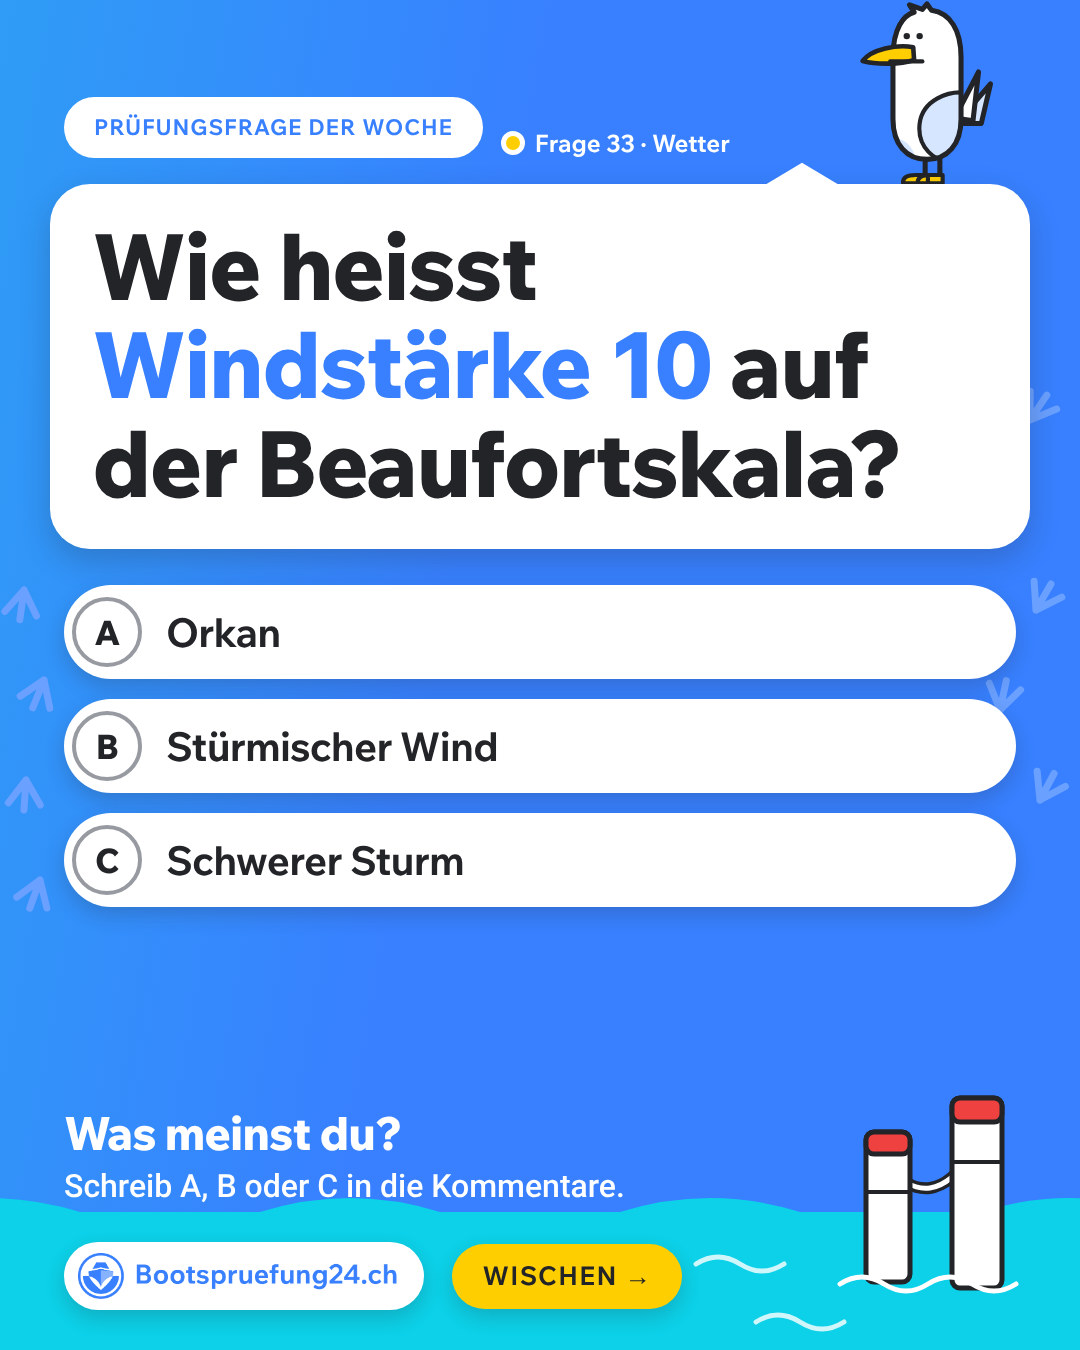 PRÜFUNGSFRAGE DER WOCHE
Frage 33 · Wetter
Wie heisst
Windstärke 10 auf
der Beaufortskala?
A Orkan
B Stürmischer Wind
C Schwerer Sturm
Was meinst du?
Schreib A, B oder C in die Kommentare.
Bootspruefung24.ch
WISCHEN →